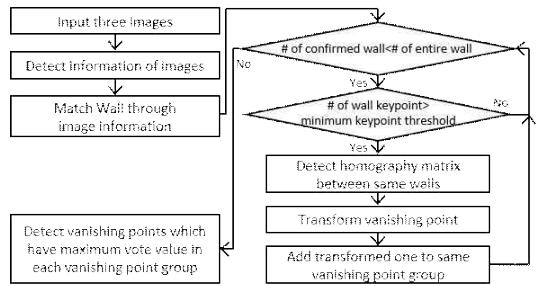 Input three Images
Detect information of images
Match Wall through
image information
# of confirmed wall<# of entire wall
No
Yes
# of wall keypoint>
minimum keypoint threshold
No
Yes
Detect homography matrix
between same walls
Transform vanishing point
Add transformed one to same
vanishing point group
Detect vanishing points which
have maximum vote value in
each vanishing point group